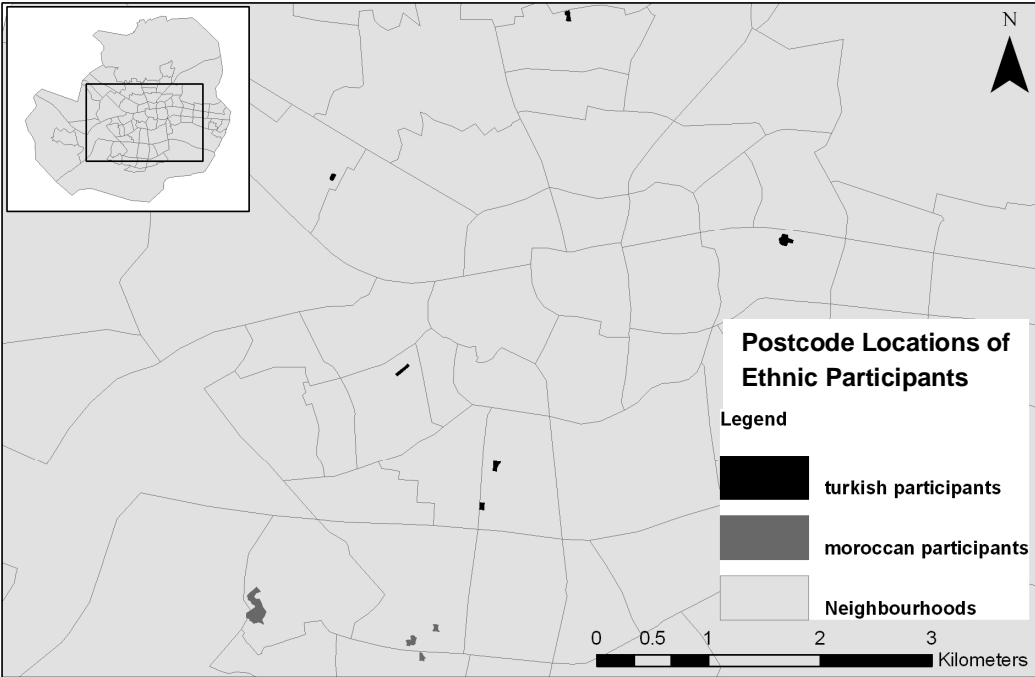 N
Postcode Locations of
Ethnic Participants
Legend
turkish participants
moroccan participants
Neighbourhoods
0 0.5 1 2 3
Kilometers